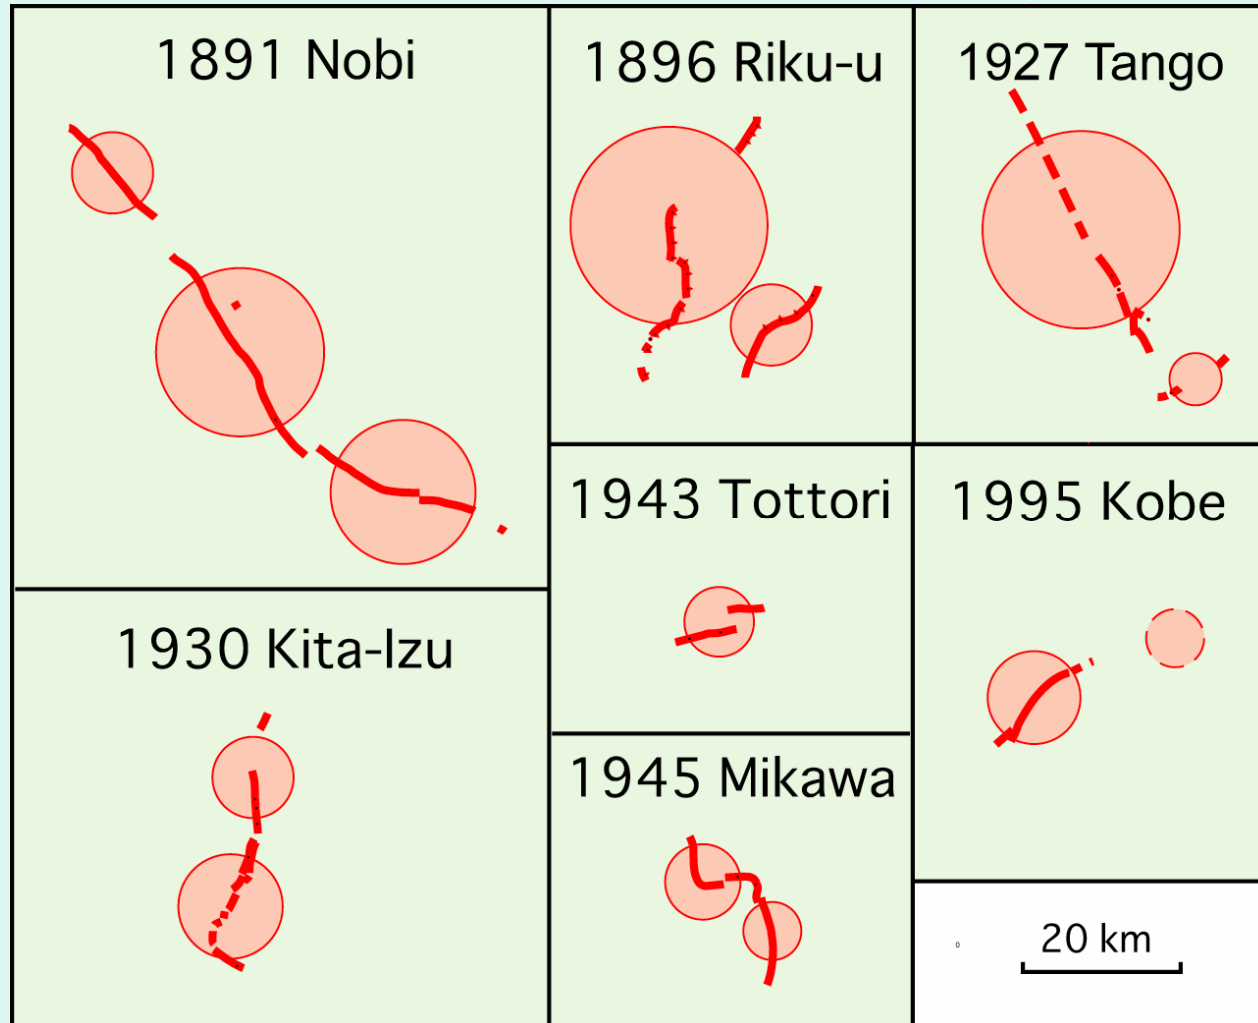 1891 Nobi
1896 Riku-u
1927 Tango
1943 Tottori
1995 Kobe
1930 Kita-Izu
1945 Mikawa
20 km